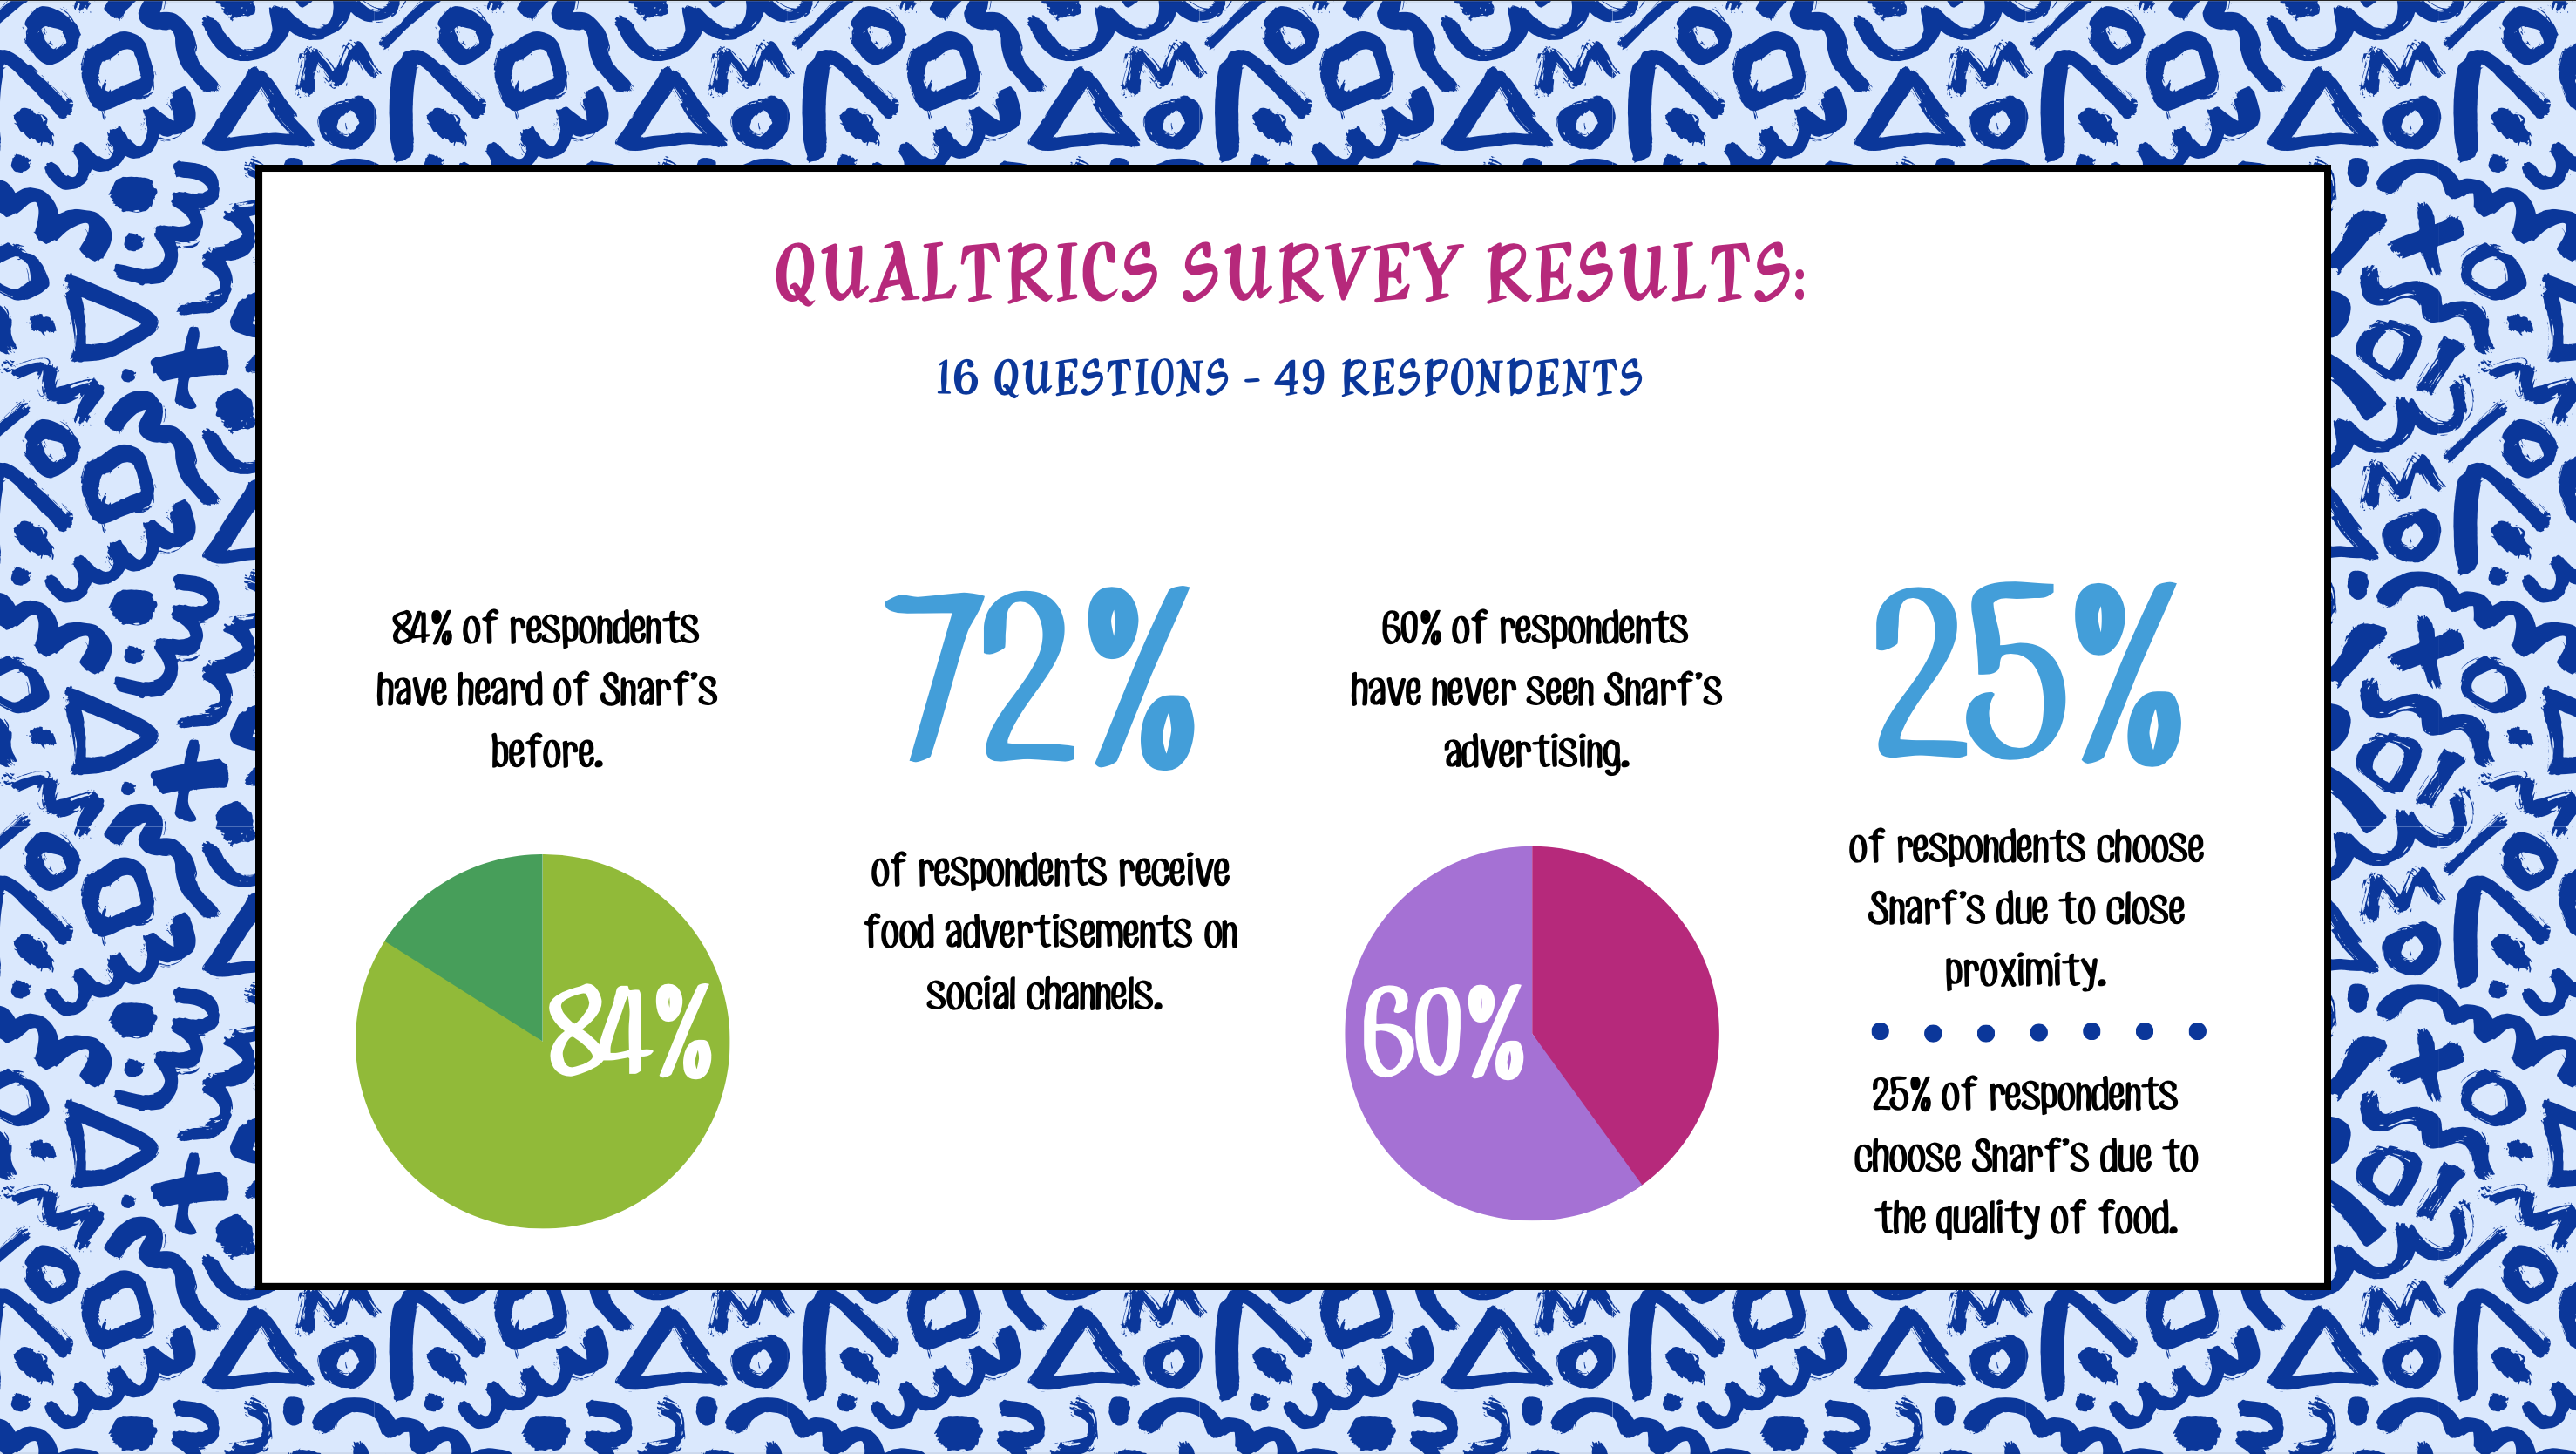 QUALTRICS SURVEY RESULTS:
16 QUESTIONS - 49 RESPONDENTS
84% of respondents
have heard of Snarf's
before.
84%
72%
of respondents receive
food advertisements on
social channels.
60% of respondents
have never seen Snarf's
advertising.
60%
25%
of respondents choose
Snarf's due to close
proximity.
25% of respondents
choose Snarf's due to
the quality of food.